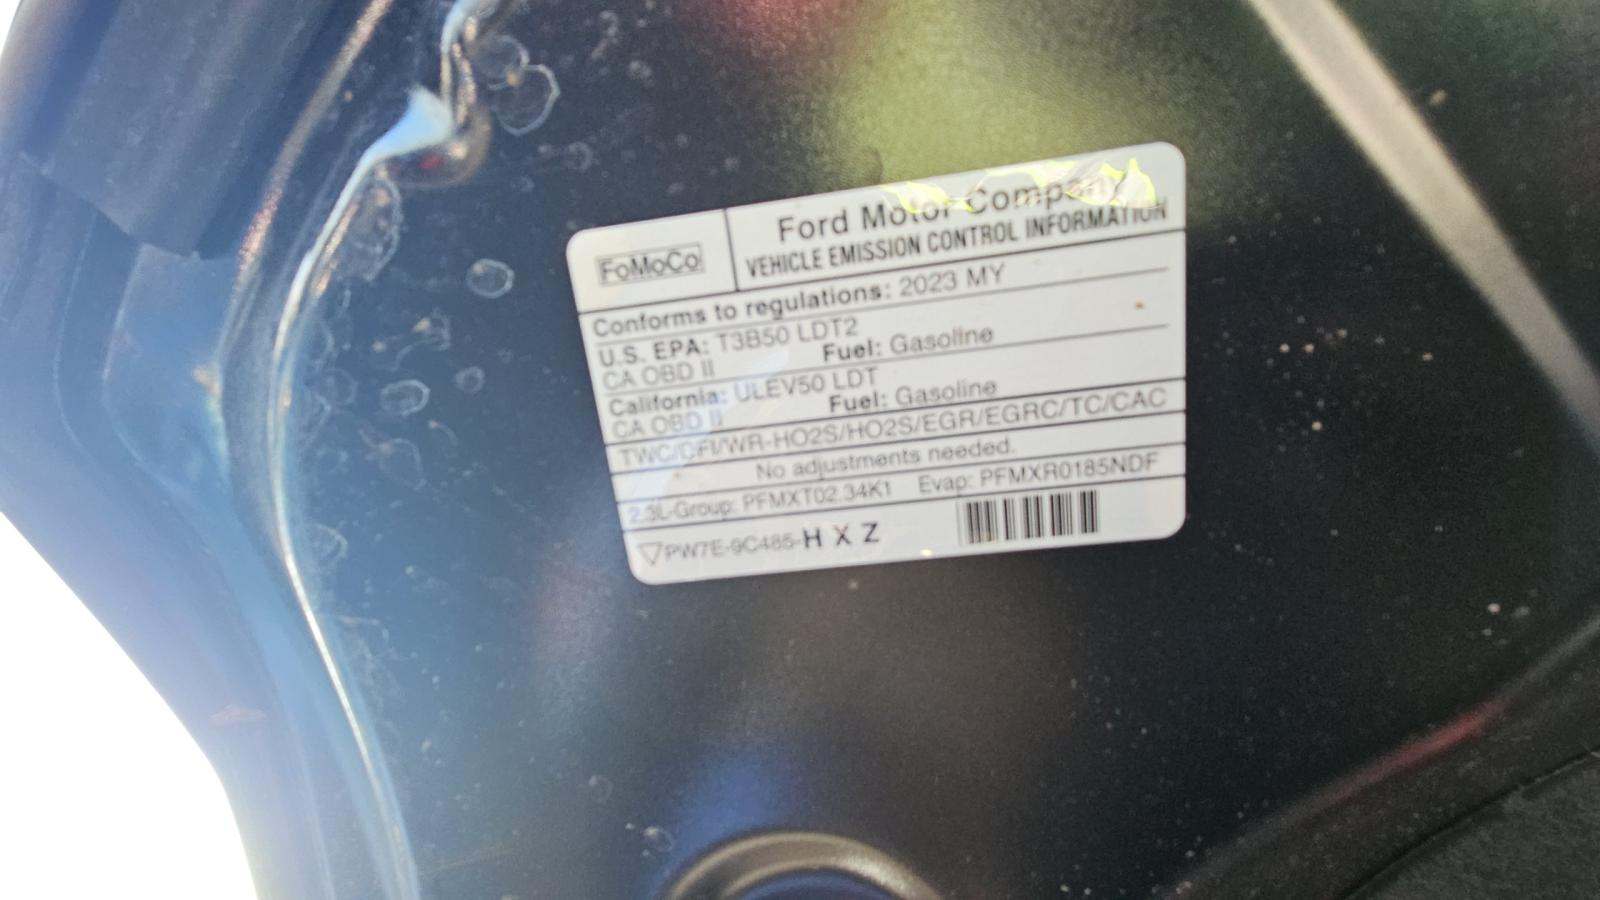 FoMoCo
Ford Motor Company
VEHICLE EMISSION CONTROL INFORMATION
Conforms to regulations: 2023 MY
U.S. EPA: T3B50 LDT2
CA OBD II Fuel: Gasoline
California: ULEV50 LDT
CA OBD II Fuel: Gasoline
TWC/DFI/WR-HO2S/HO2S/EGR/EGRC/TC/CAC
No adjustments needed.
2.3L-Group: PFMXT02.34K1 Evap: PFMXR0185NDF
PW7E-9C485-H X Z